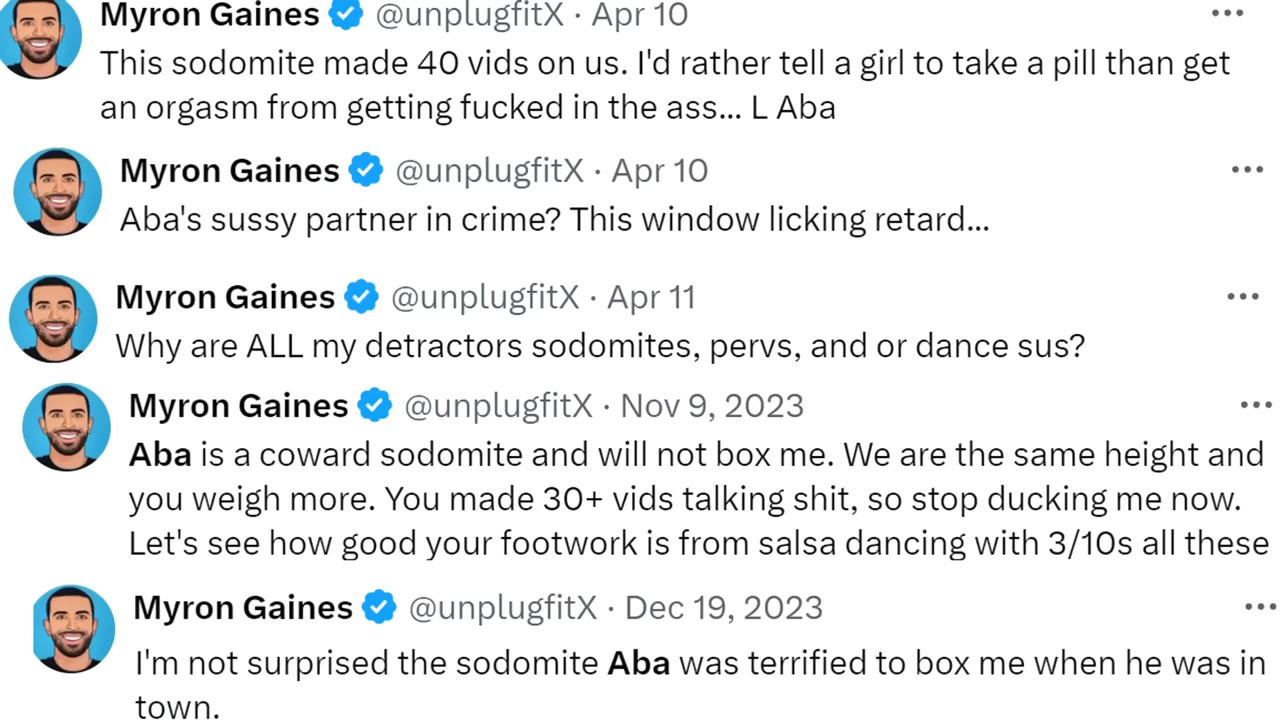 Myron Gaines @unplugfitX · Apr 10 ...
This sodomite made 40 vids on us. I'd rather tell a girl to take a pill than get
an orgasm from getting fucked in the ass... L Aba
Myron Gaines @unplugfitX · Apr 10 ...
Aba's sussy partner in crime? This window licking retard...
Myron Gaines @unplugfitX · Apr 11 ...
Why are ALL my detractors sodomites, pervs, and or dance sus?
Myron Gaines @unplugfitX · Nov 9, 2023 ...
Aba is a coward sodomite and will not box me. We are the same height and
you weigh more. You made 30+ vids talking shit, so stop ducking me now.
Let's see how good your footwork is from salsa dancing with 3/10s all these
Myron Gaines @unplugfitX · Dec 19, 2023 ...
I'm not surprised the sodomite Aba was terrified to box me when he was in
town.